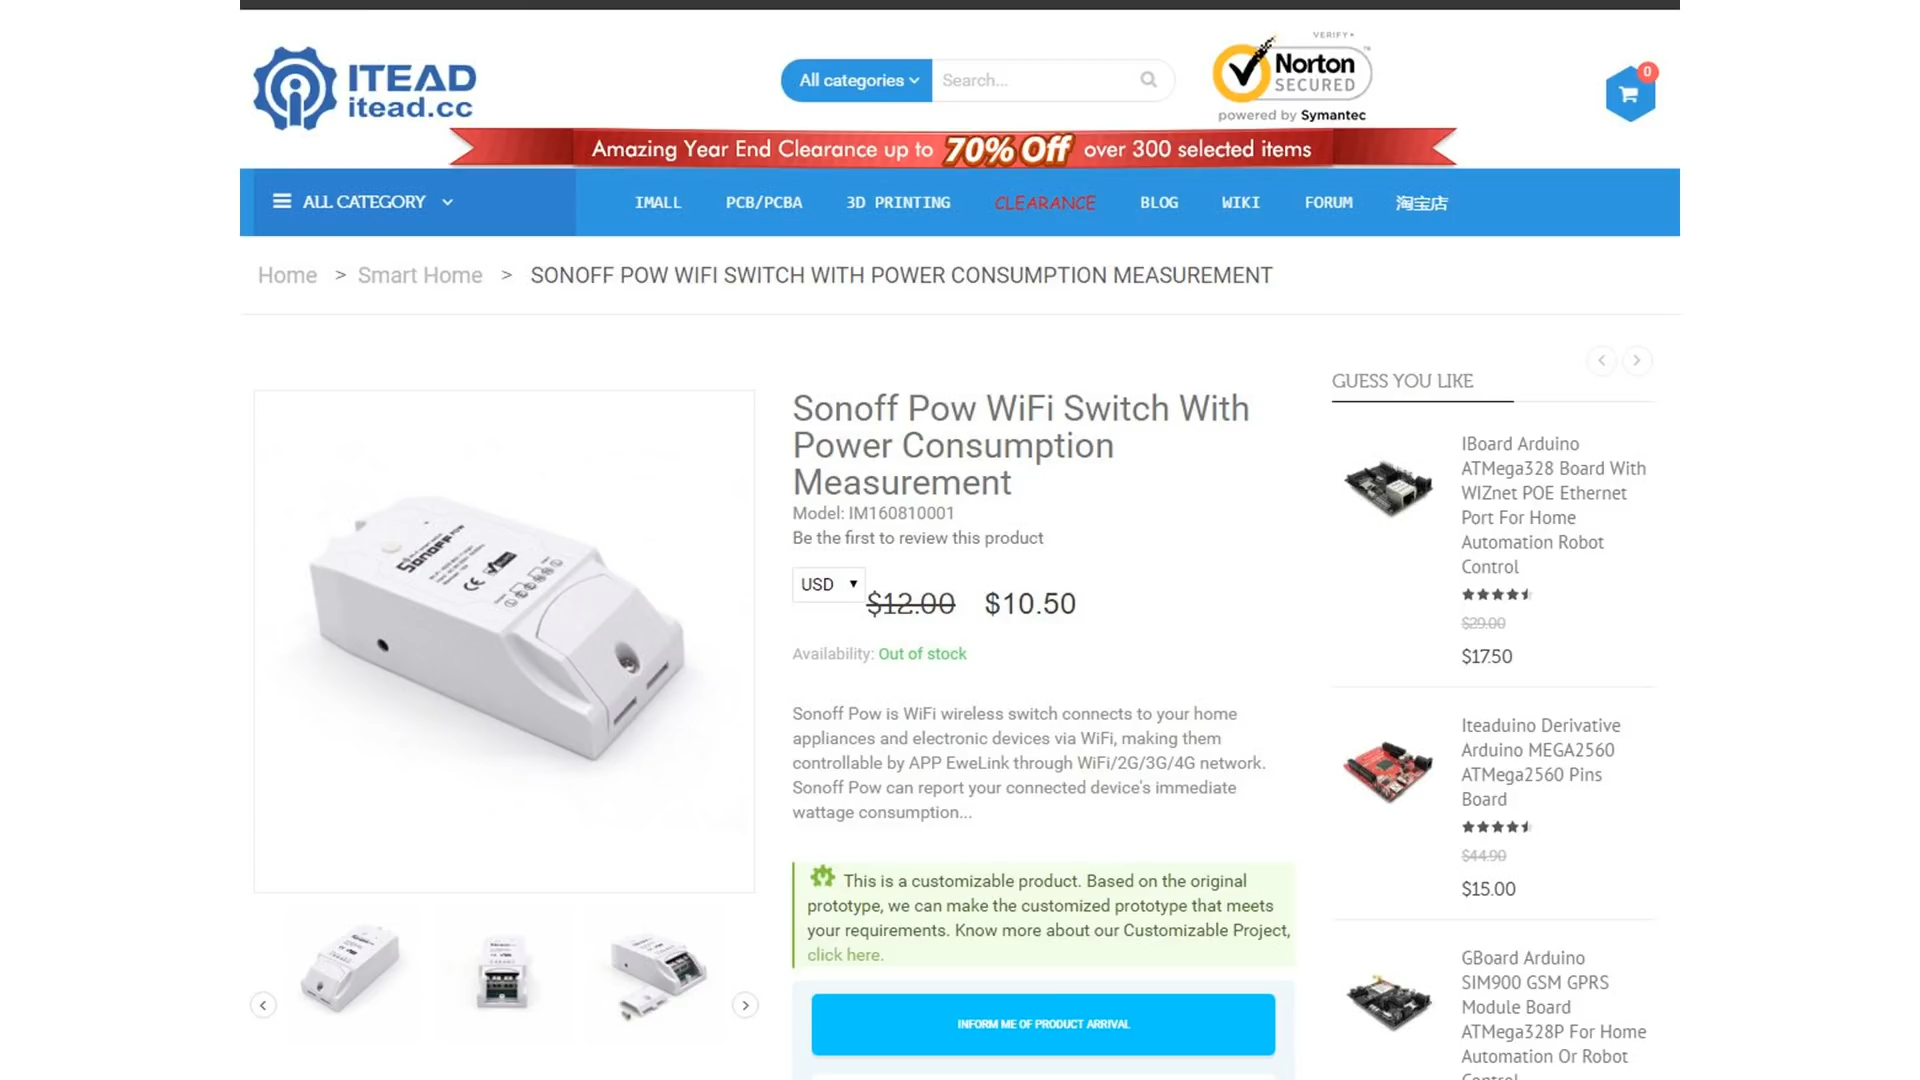 ITEAD
itead.cc
All categories
Search...
VERIFY
Norton
SECURED
powered by Symantec
0
Amazing Year End Clearance up to 70% Off over 300 selected items
ALL CATEGORY
IMALL
PCB/PCBA
3D PRINTING
CLEARANCE
BLOG
WIKI
FORUM
淘宝店
Home > Smart Home > SONOFF POW WIFI SWITCH WITH POWER CONSUMPTION MEASUREMENT
SONOFF POW
CE
Sonoff Pow WiFi Switch With
Power Consumption
Measurement
Model: IM160810001
Be the first to review this product
USD
$12.00 $10.50
Availability: Out of stock
Sonoff Pow is WiFi wireless switch connects to your home
appliances and electronic devices via WiFi, making them
controllable by APP EweLink through WiFi/2G/3G/4G network.
Sonoff Pow can report your connected device's immediate
wattage consumption...
This is a customizable product. Based on the original
prototype, we can make the customized prototype that meets
your requirements. Know more about our Customizable Project,
click here.
INFORM ME OF PRODUCT ARRIVAL
GUESS YOU LIKE
IBoard Arduino
ATMega328 Board With
WIZnet POE Ethernet
Port For Home
Automation Robot
Control
$29.00
$17.50
Iteaduino Derivative
Arduino MEGA2560
ATMega2560 Pins
Board
$44.90
$15.00
GBoard Arduino
SIM900 GSM GPRS
Module Board
ATMega328P For Home
Automation Or Robot
Control